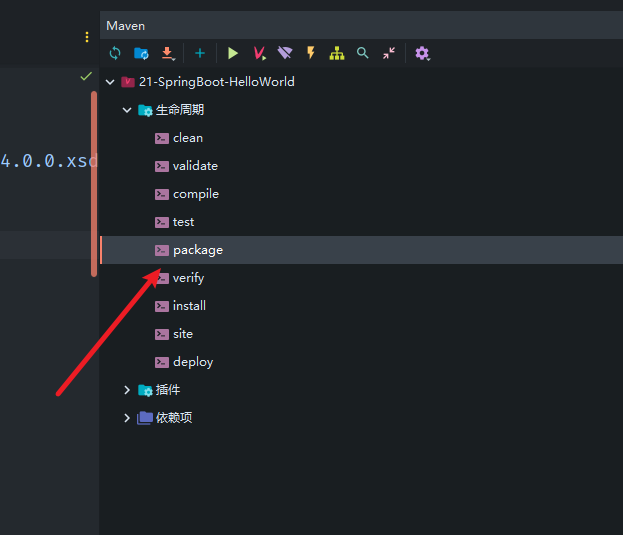 Maven
21-SpringBoot-HelloWorld
生命周期
clean
validate
4.0.0.xsd
compile
test
package
verify
install
site
deploy
插件
依赖项